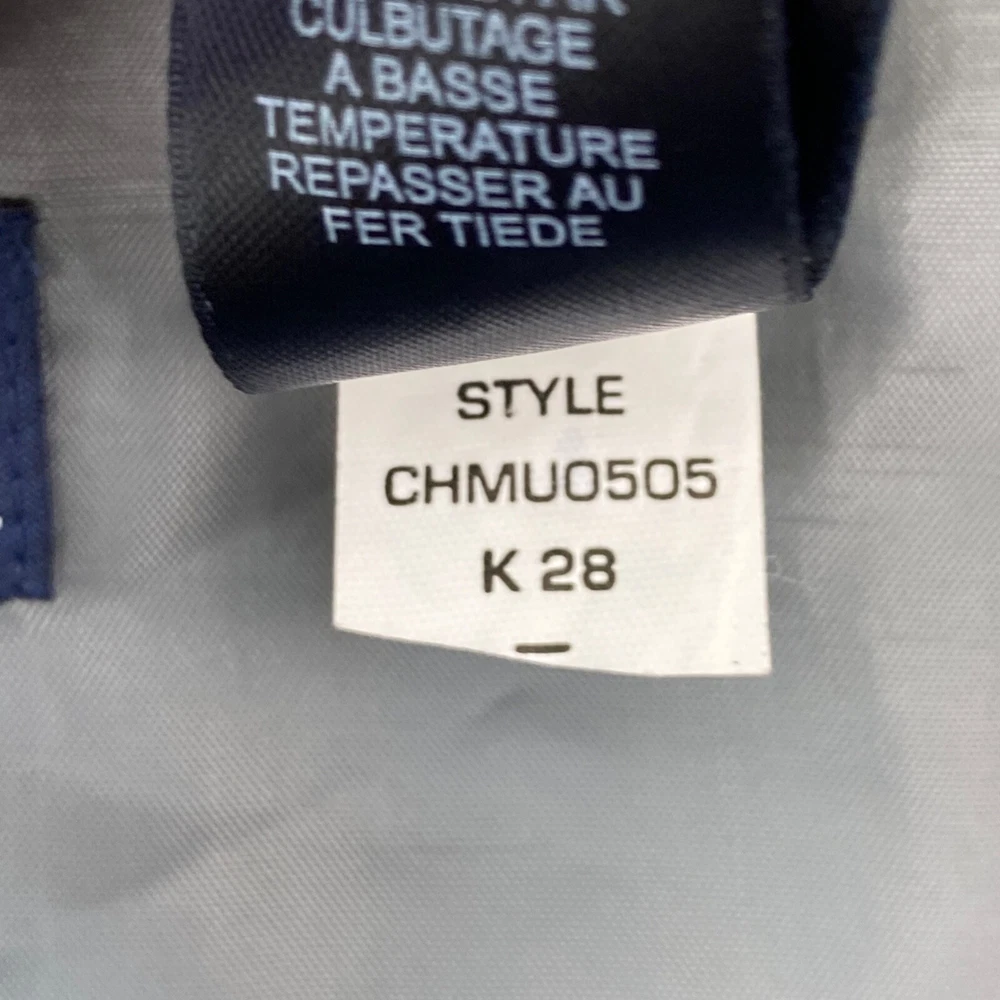 CULBUTAGE
A BASSE
TEMPERATURE
REPASSER AU
FER TIEDE
STYLE
CHMU0505
K 28